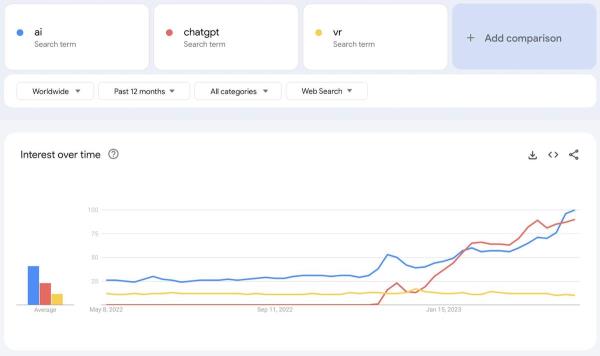 ai
Search term
chatgpt
Search term
vr
Search term
+ Add comparison
Worldwide
Past 12 months
All categories
Web Search
Interest over time
?
100
75
50
25
Average
May 8, 2022
Sep 11, 2022
Jan 15, 2023